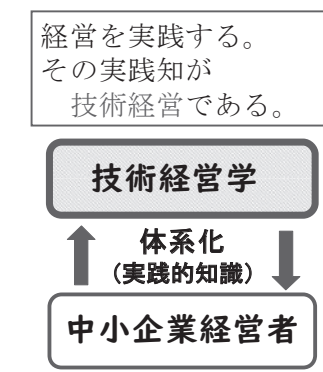 経営を実践する。
その実践知が
技術経営である。
技術経営学
体系化
(実践的知識)
中小企業経営者